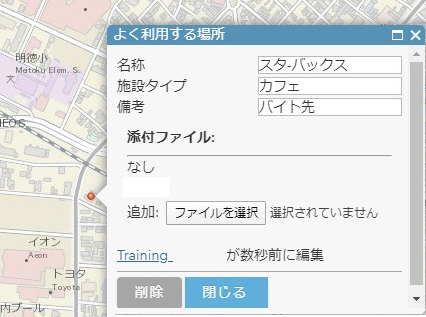 よく利用する場所
名称 スタ-バックス
施設タイプ カフェ
備考 バイト先
添付ファイル:
なし
追加: ファイルを選択 選択されていません
Training が数秒前に編集
削除 閉じる
明徳小
文
Meitoku Elem. S.
NEOS
イオン
Aeon
トヨタ
Toyota
内プール